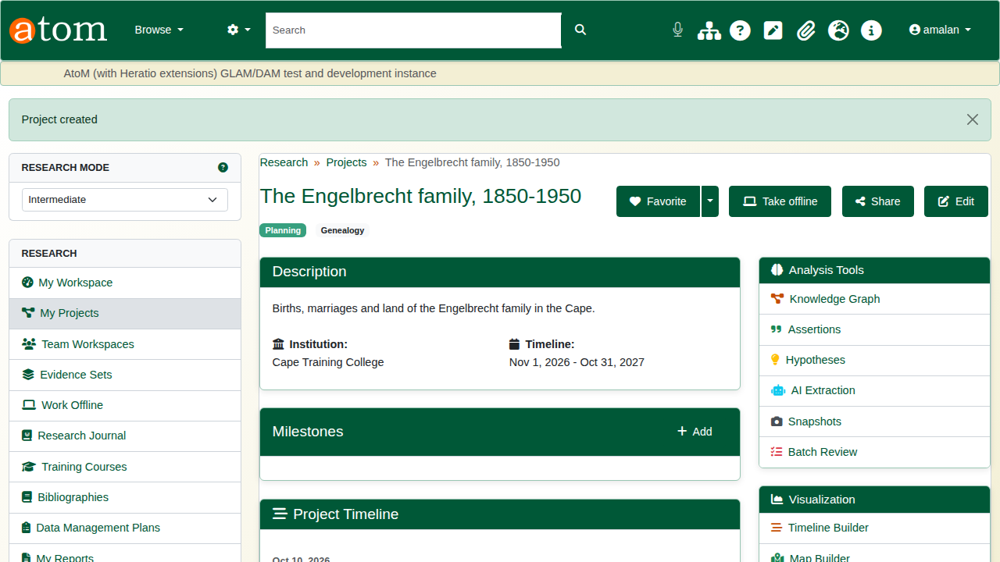 atom
Browse
Search
amalan
AtoM (with Heratio extensions) GLAM/DAM test and development instance
Project created
RESEARCH MODE
Intermediate
RESEARCH
My Workspace
My Projects
Team Workspaces
Evidence Sets
Work Offline
Research Journal
Training Courses
Bibliographies
Data Management Plans
My Reports
Research » Projects » The Engelbrecht family, 1850-1950
The Engelbrecht family, 1850-1950
Favorite
Take offline
Share
Edit
Planning
Genealogy
Description
Births, marriages and land of the Engelbrecht family in the Cape.
Institution:
Cape Training College
Timeline:
Nov 1, 2026 - Oct 31, 2027
Milestones
Add
Project Timeline
Oct 10, 2026
Analysis Tools
Knowledge Graph
Assertions
Hypotheses
AI Extraction
Snapshots
Batch Review
Visualization
Timeline Builder
Map Builder